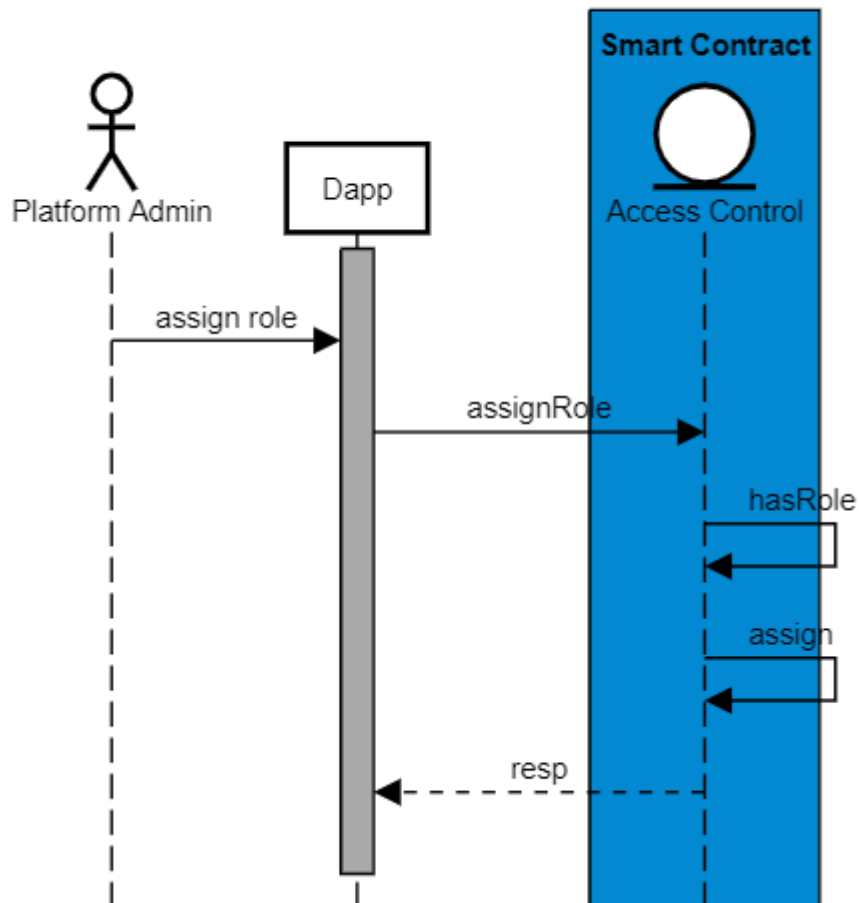 Smart Contract
Platform Admin
Dapp
Access Control
assign role
assignRole
hasRole
assign
resp